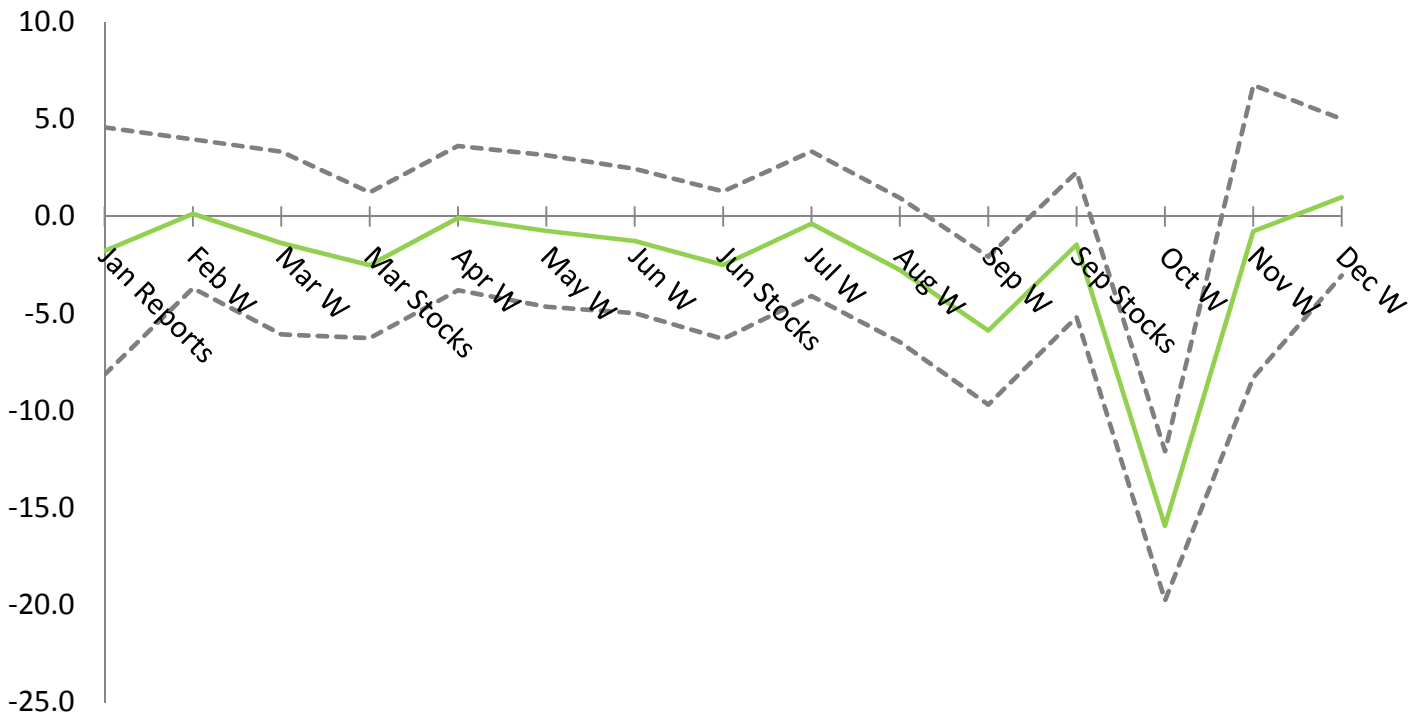 10.0
5.0
0.0
-5.0
-10.0
-15.0
-20.0
-25.0
Jan Reports
Feb W
Mar W
Mar Stocks
Apr W
May W
Jun W
Jun Stocks
Jul W
Aug W
Sep W
Sep Stocks
Oct W
Nov W
Dec W